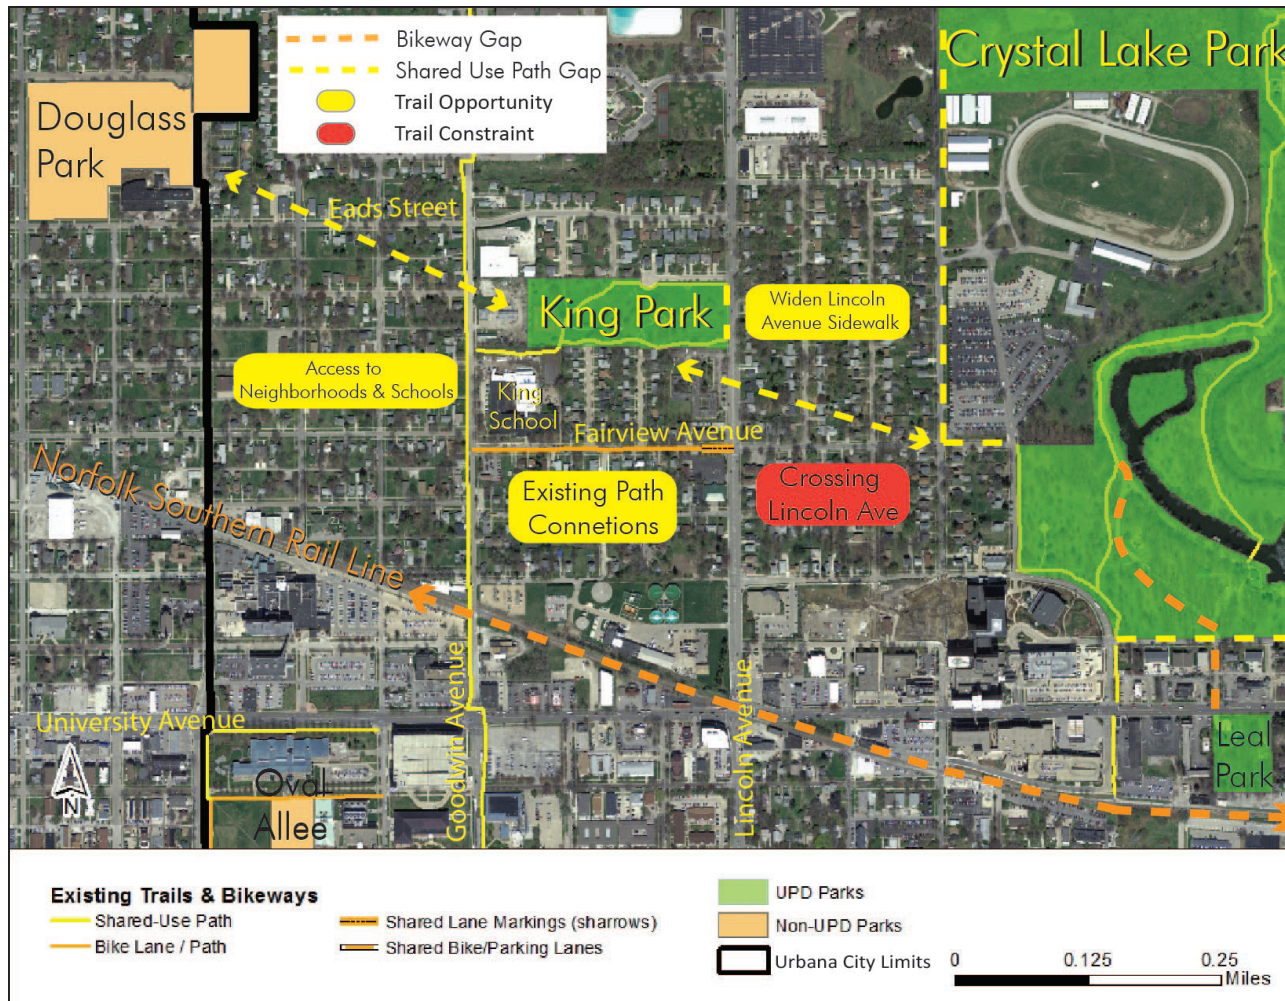 Bikeway Gap
Shared Use Path Gap
Trail Opportunity
Trail Constraint
Crystal Lake Park
Douglass
Park
Eads Street
King Park
Widen Lincoln
Avenue Sidewalk
Access to
Neighborhoods & Schools
King
School
Fairview Avenue
Norfolk Southern Rail Line
Existing Path
Connetions
Crossing
Lincoln Ave
University Avenue
Goodwin Avenue
Lincoln Avenue
Leal
Park
Oval
Allee
N
Existing Trails & Bikeways
Shared-Use Path
Bike Lane / Path
Shared Lane Markings (sharrows)
Shared Bike/Parking Lanes
UPD Parks
Non-UPD Parks
Urbana City Limits
0 0.125 0.25
Miles